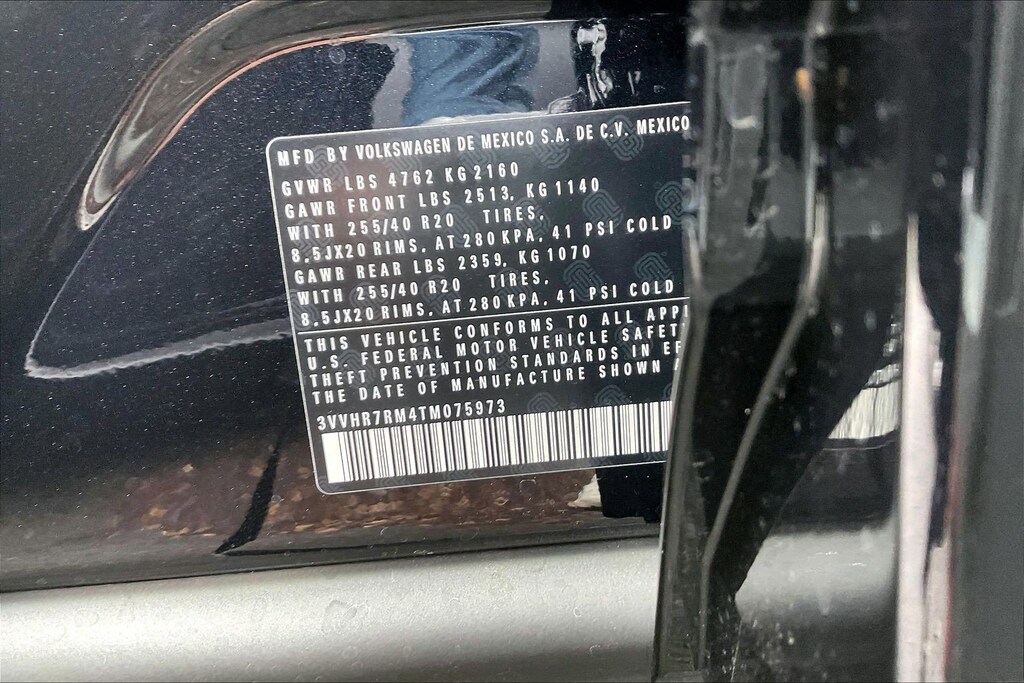 MFD BY VOLKSWAGEN DE MEXICO S.A. DE C.V. MEXICO
GVWR LBS 4762 KG 2160
GAWR FRONT LBS 2513, KG 1140
WITH 255/40 R20 TIRES,
8.5JX20 RIMS, AT 280 KPA, 41 PSI COLD
GAWR REAR LBS 2359, KG 1070
WITH 255/40 R20 TIRES,
8.5JX20 RIMS, AT 280 KPA, 41 PSI COLD
THIS VEHICLE CONFORMS TO ALL
U.S. FEDERAL MOTOR VEHICLE
THEFT PREVENTION STANDARDS IN
THE DATE OF MANUFACTURE SHOWN
3VVHR7RM4TM075973